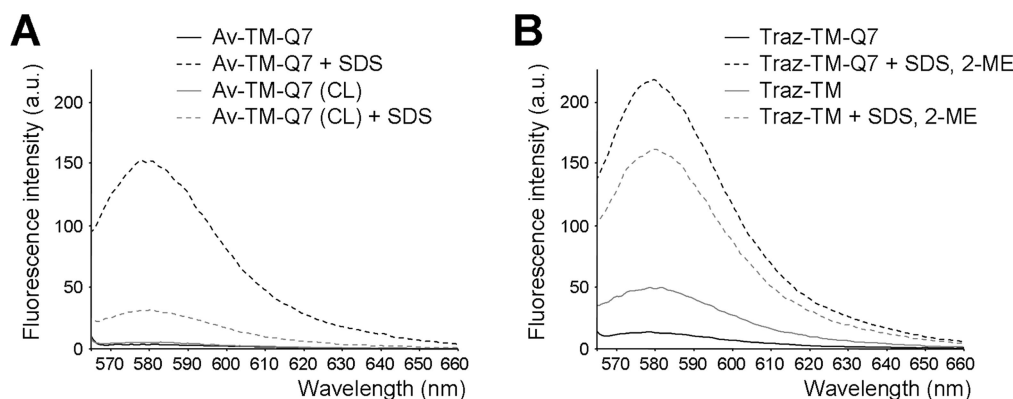 A
Av-TM-Q7
Av-TM-Q7 + SDS
Av-TM-Q7 (CL)
Av-TM-Q7 (CL) + SDS
Fluorescence intensity (a.u.)
200
150
100
50
0
570 580 590 600 610 620 630 640 650 660
Wavelength (nm)
B
Traz-TM-Q7
Traz-TM-Q7 + SDS, 2-ME
Traz-TM
Traz-TM + SDS, 2-ME
Fluorescence intensity (a.u.)
200
150
100
50
0
570 580 590 600 610 620 630 640 650 660
Wavelength (nm)